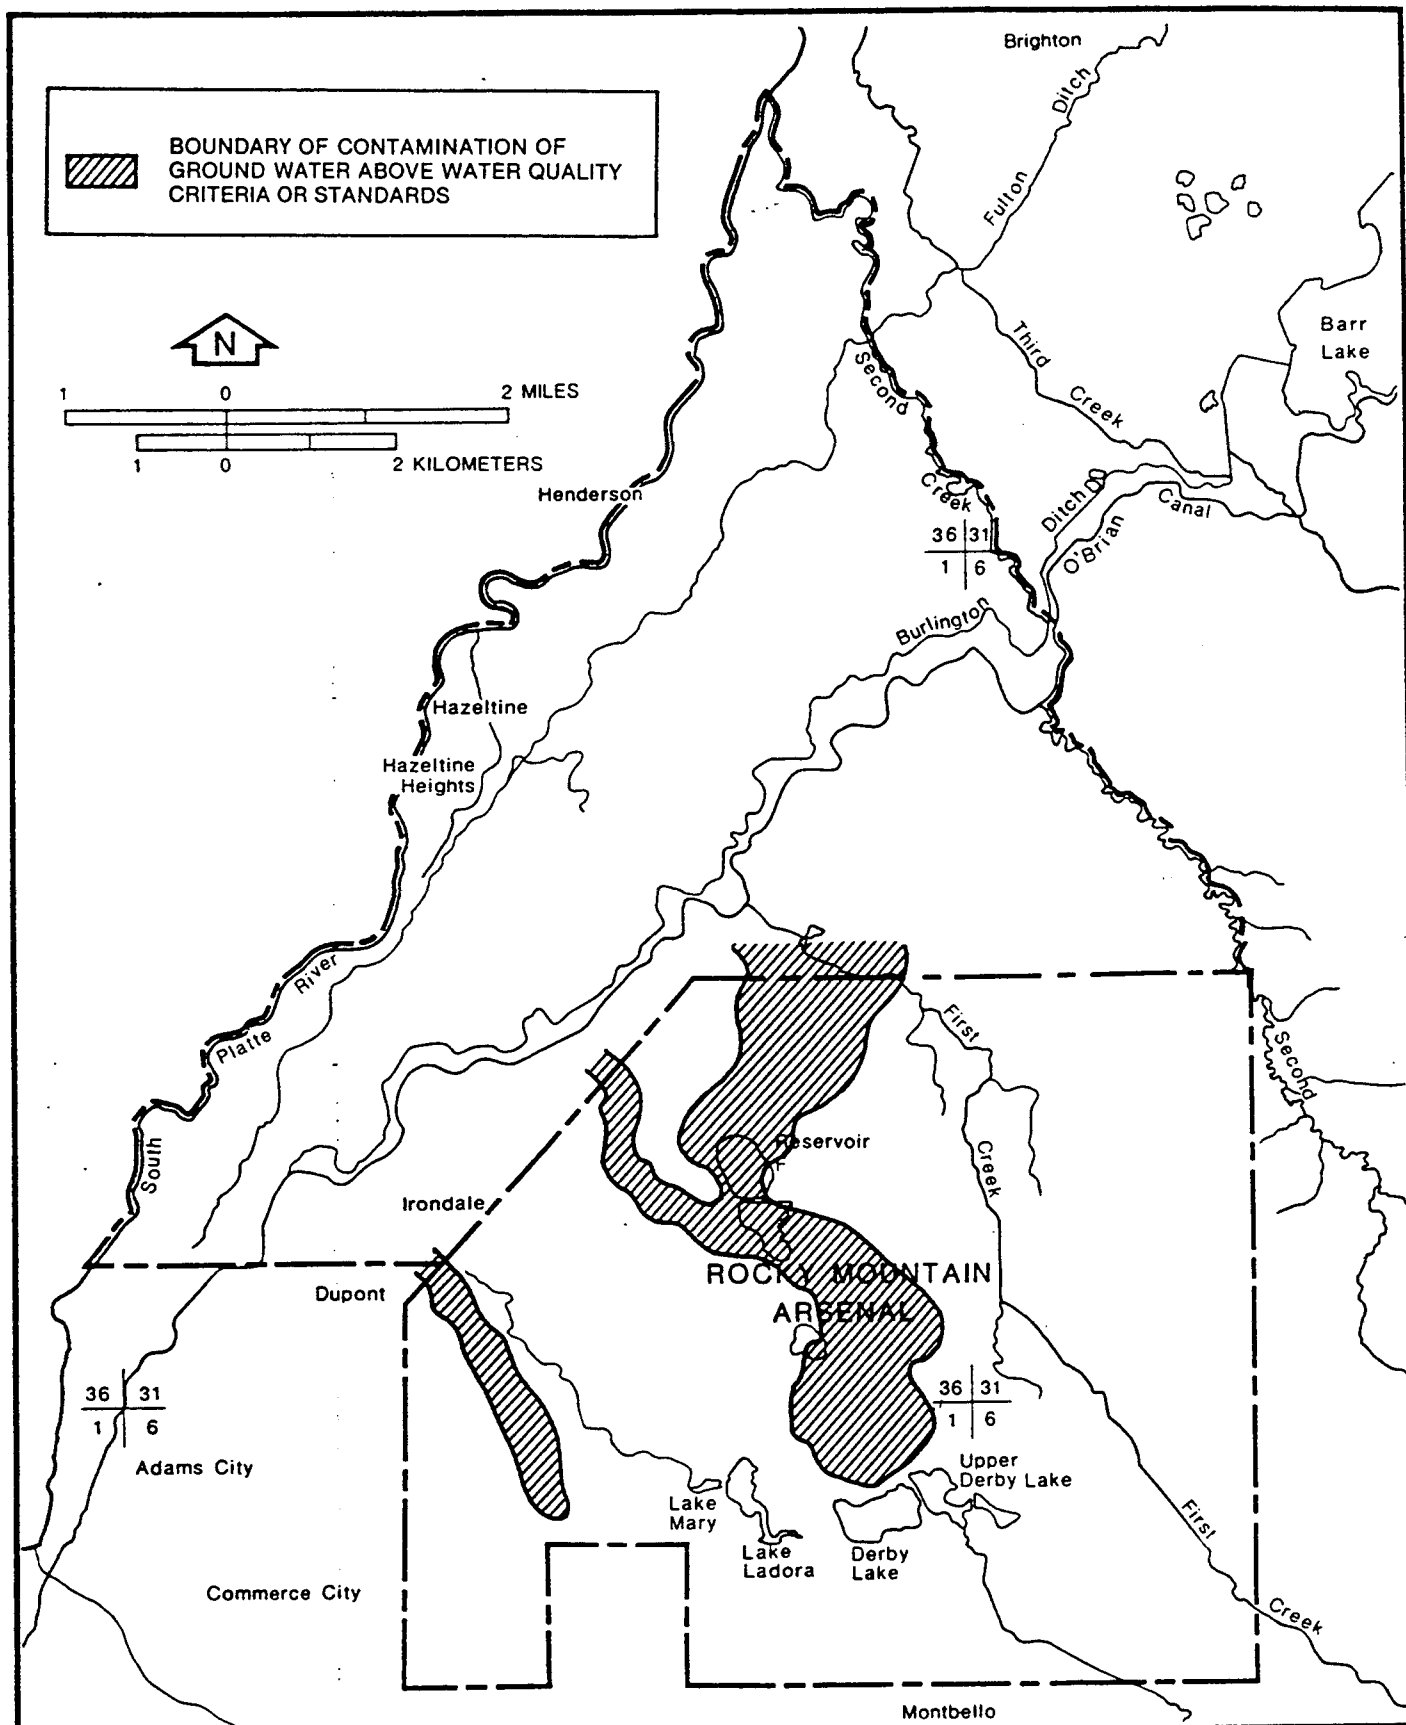 Brighton
BOUNDARY OF CONTAMINATION OF
GROUND WATER ABOVE WATER QUALITY
CRITERIA OR STANDARDS
Fulton Ditch
N
1 0 2 MILES
1 0 2 KILOMETERS
Barr
Lake
Third Creek
Second Creek
Henderson
Ditch
O'Brian Canal
36 31
1 6
Burlington
Hazeltine
Hazeltine
Heights
South Platte River
First Creek
Second
Reservoir
F
Irondale
ROCKY MOUNTAIN
ARSENAL
Dupont
36 31
1 6
36 31
1 6
Adams City
Upper
Derby Lake
Lake
Mary
Lake
Ladora
Derby
Lake
First Creek
Commerce City
Montbello